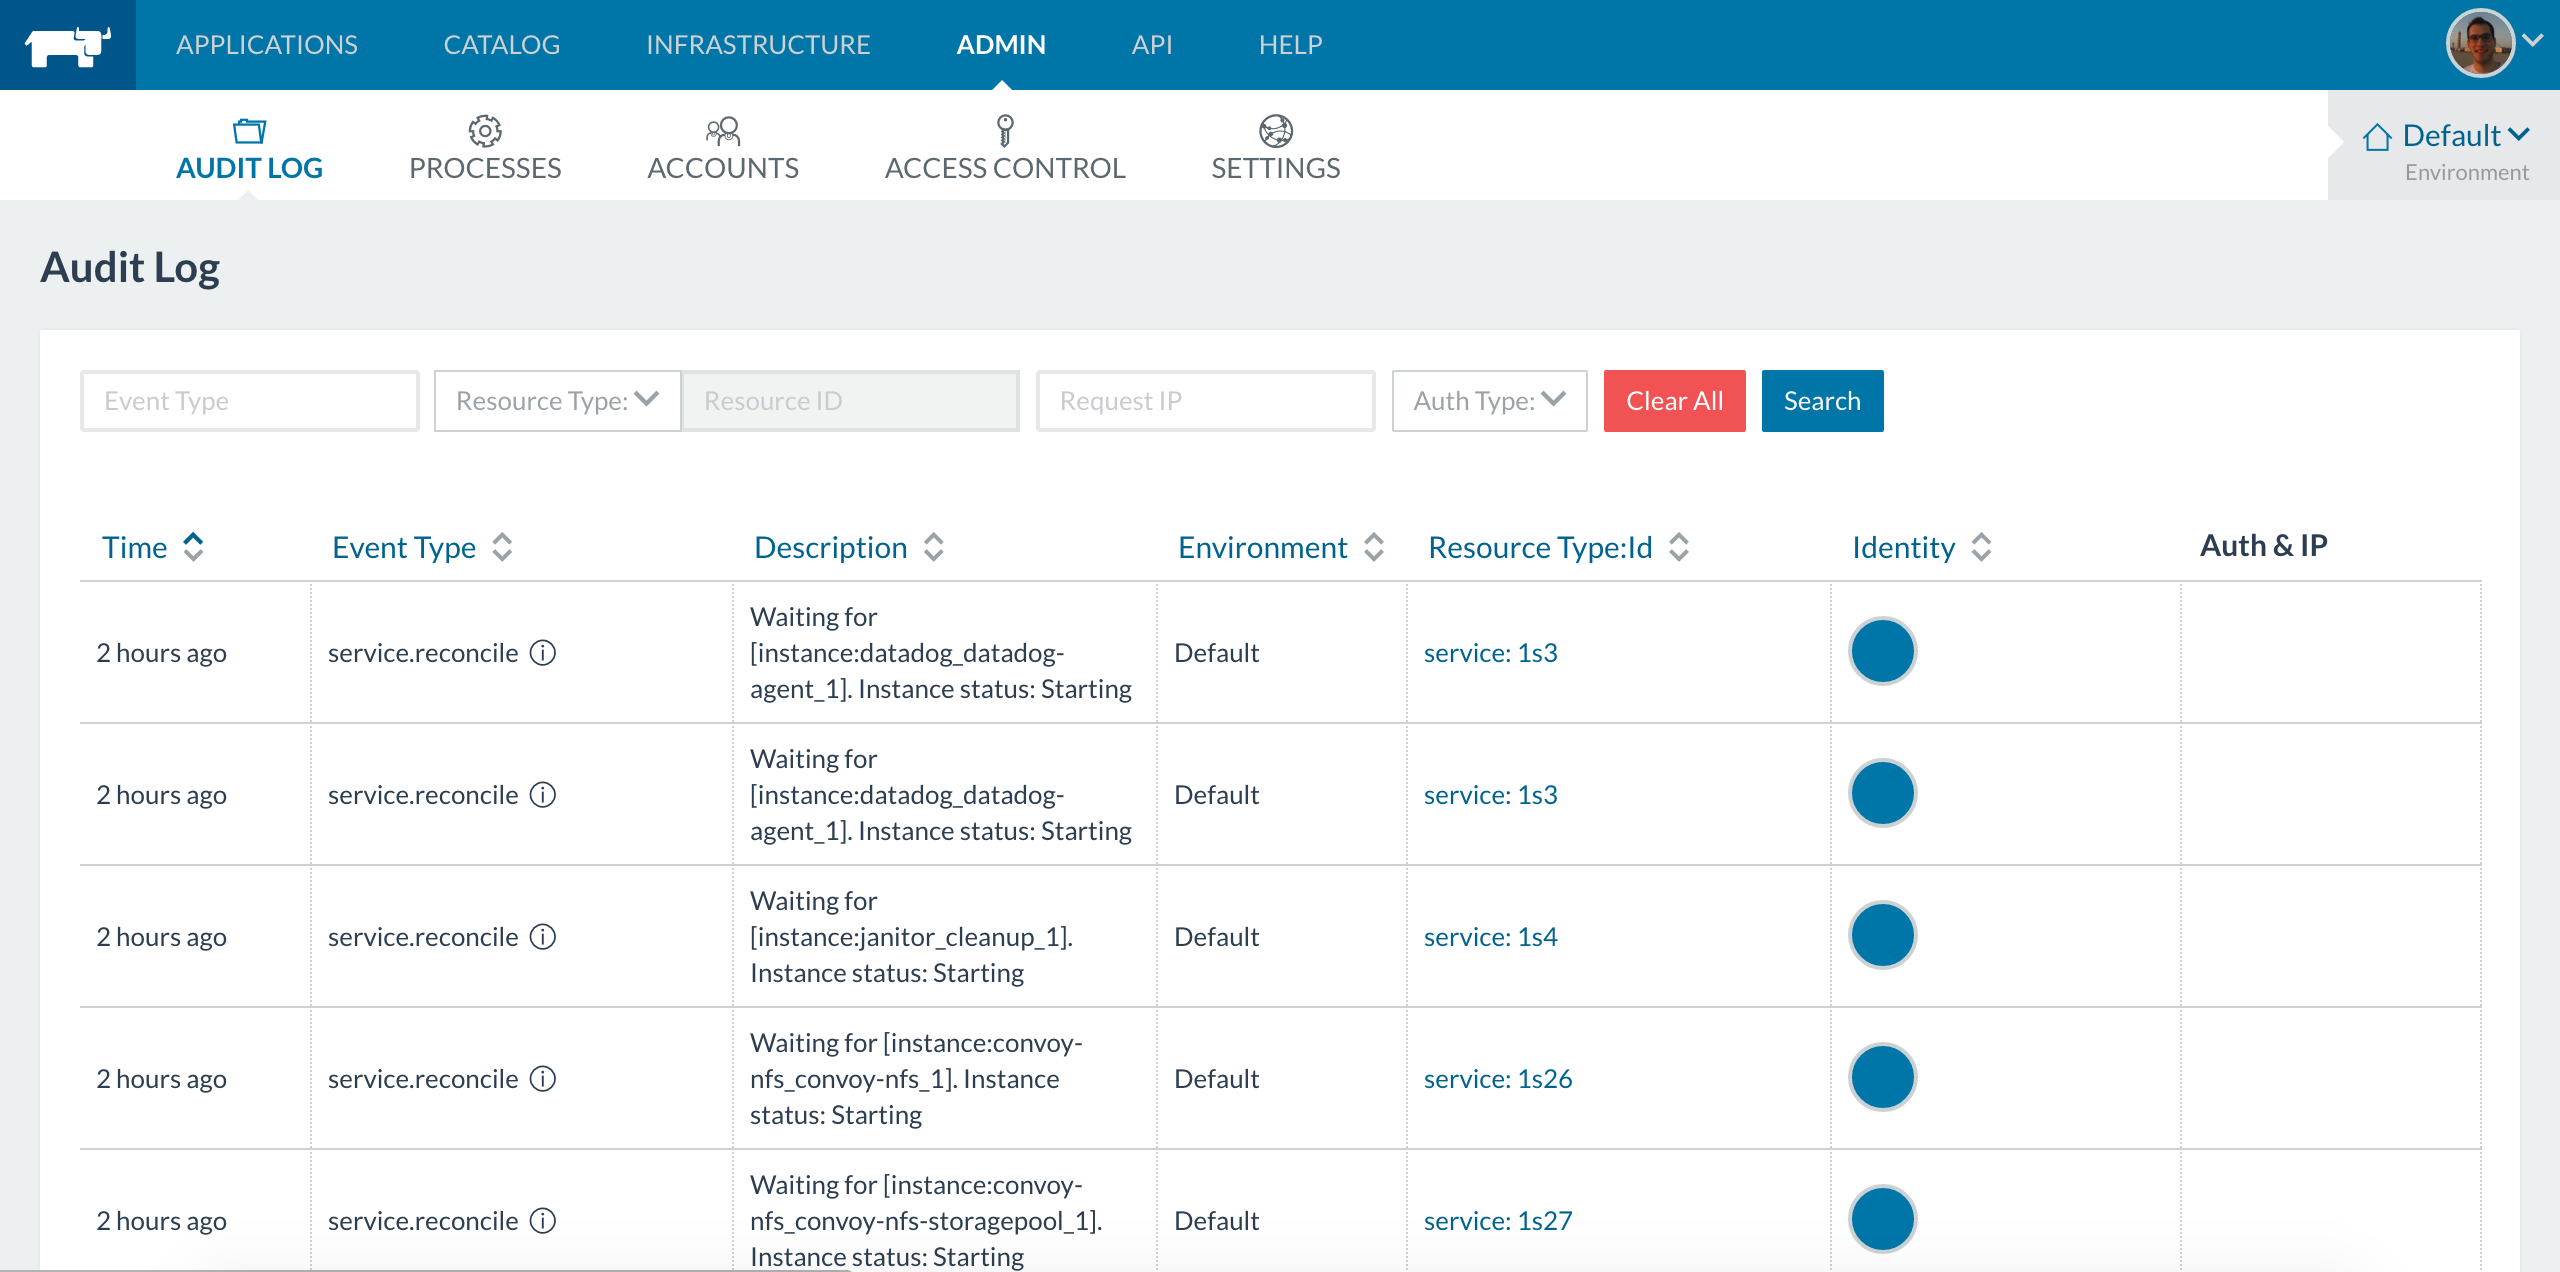 APPLICATIONS CATALOG INFRASTRUCTURE ADMIN API HELP
AUDIT LOG PROCESSES ACCOUNTS ACCESS CONTROL SETTINGS
Default
Environment
Audit Log
Event Type Resource Type: Resource ID Request IP Auth Type: Clear All Search
Time Event Type Description Environment Resource Type:Id Identity Auth & IP
Waiting for
2 hours ago service.reconcile [instance:datadog_datadog- Default service: 1s3
agent_1]. Instance status: Starting
Waiting for
2 hours ago service.reconcile [instance:datadog_datadog- Default service: 1s3
agent_1]. Instance status: Starting
Waiting for
2 hours ago service.reconcile [instance:janitor_cleanup_1]. Default service: 1s4
Instance status: Starting
Waiting for [instance:convoy-
2 hours ago service.reconcile nfs_convoy-nfs_1]. Instance Default service: 1s26
status: Starting
Waiting for [instance:convoy-
2 hours ago service.reconcile nfs_convoy-nfs-storagepool_1]. Default service: 1s27
Instance status: Starting